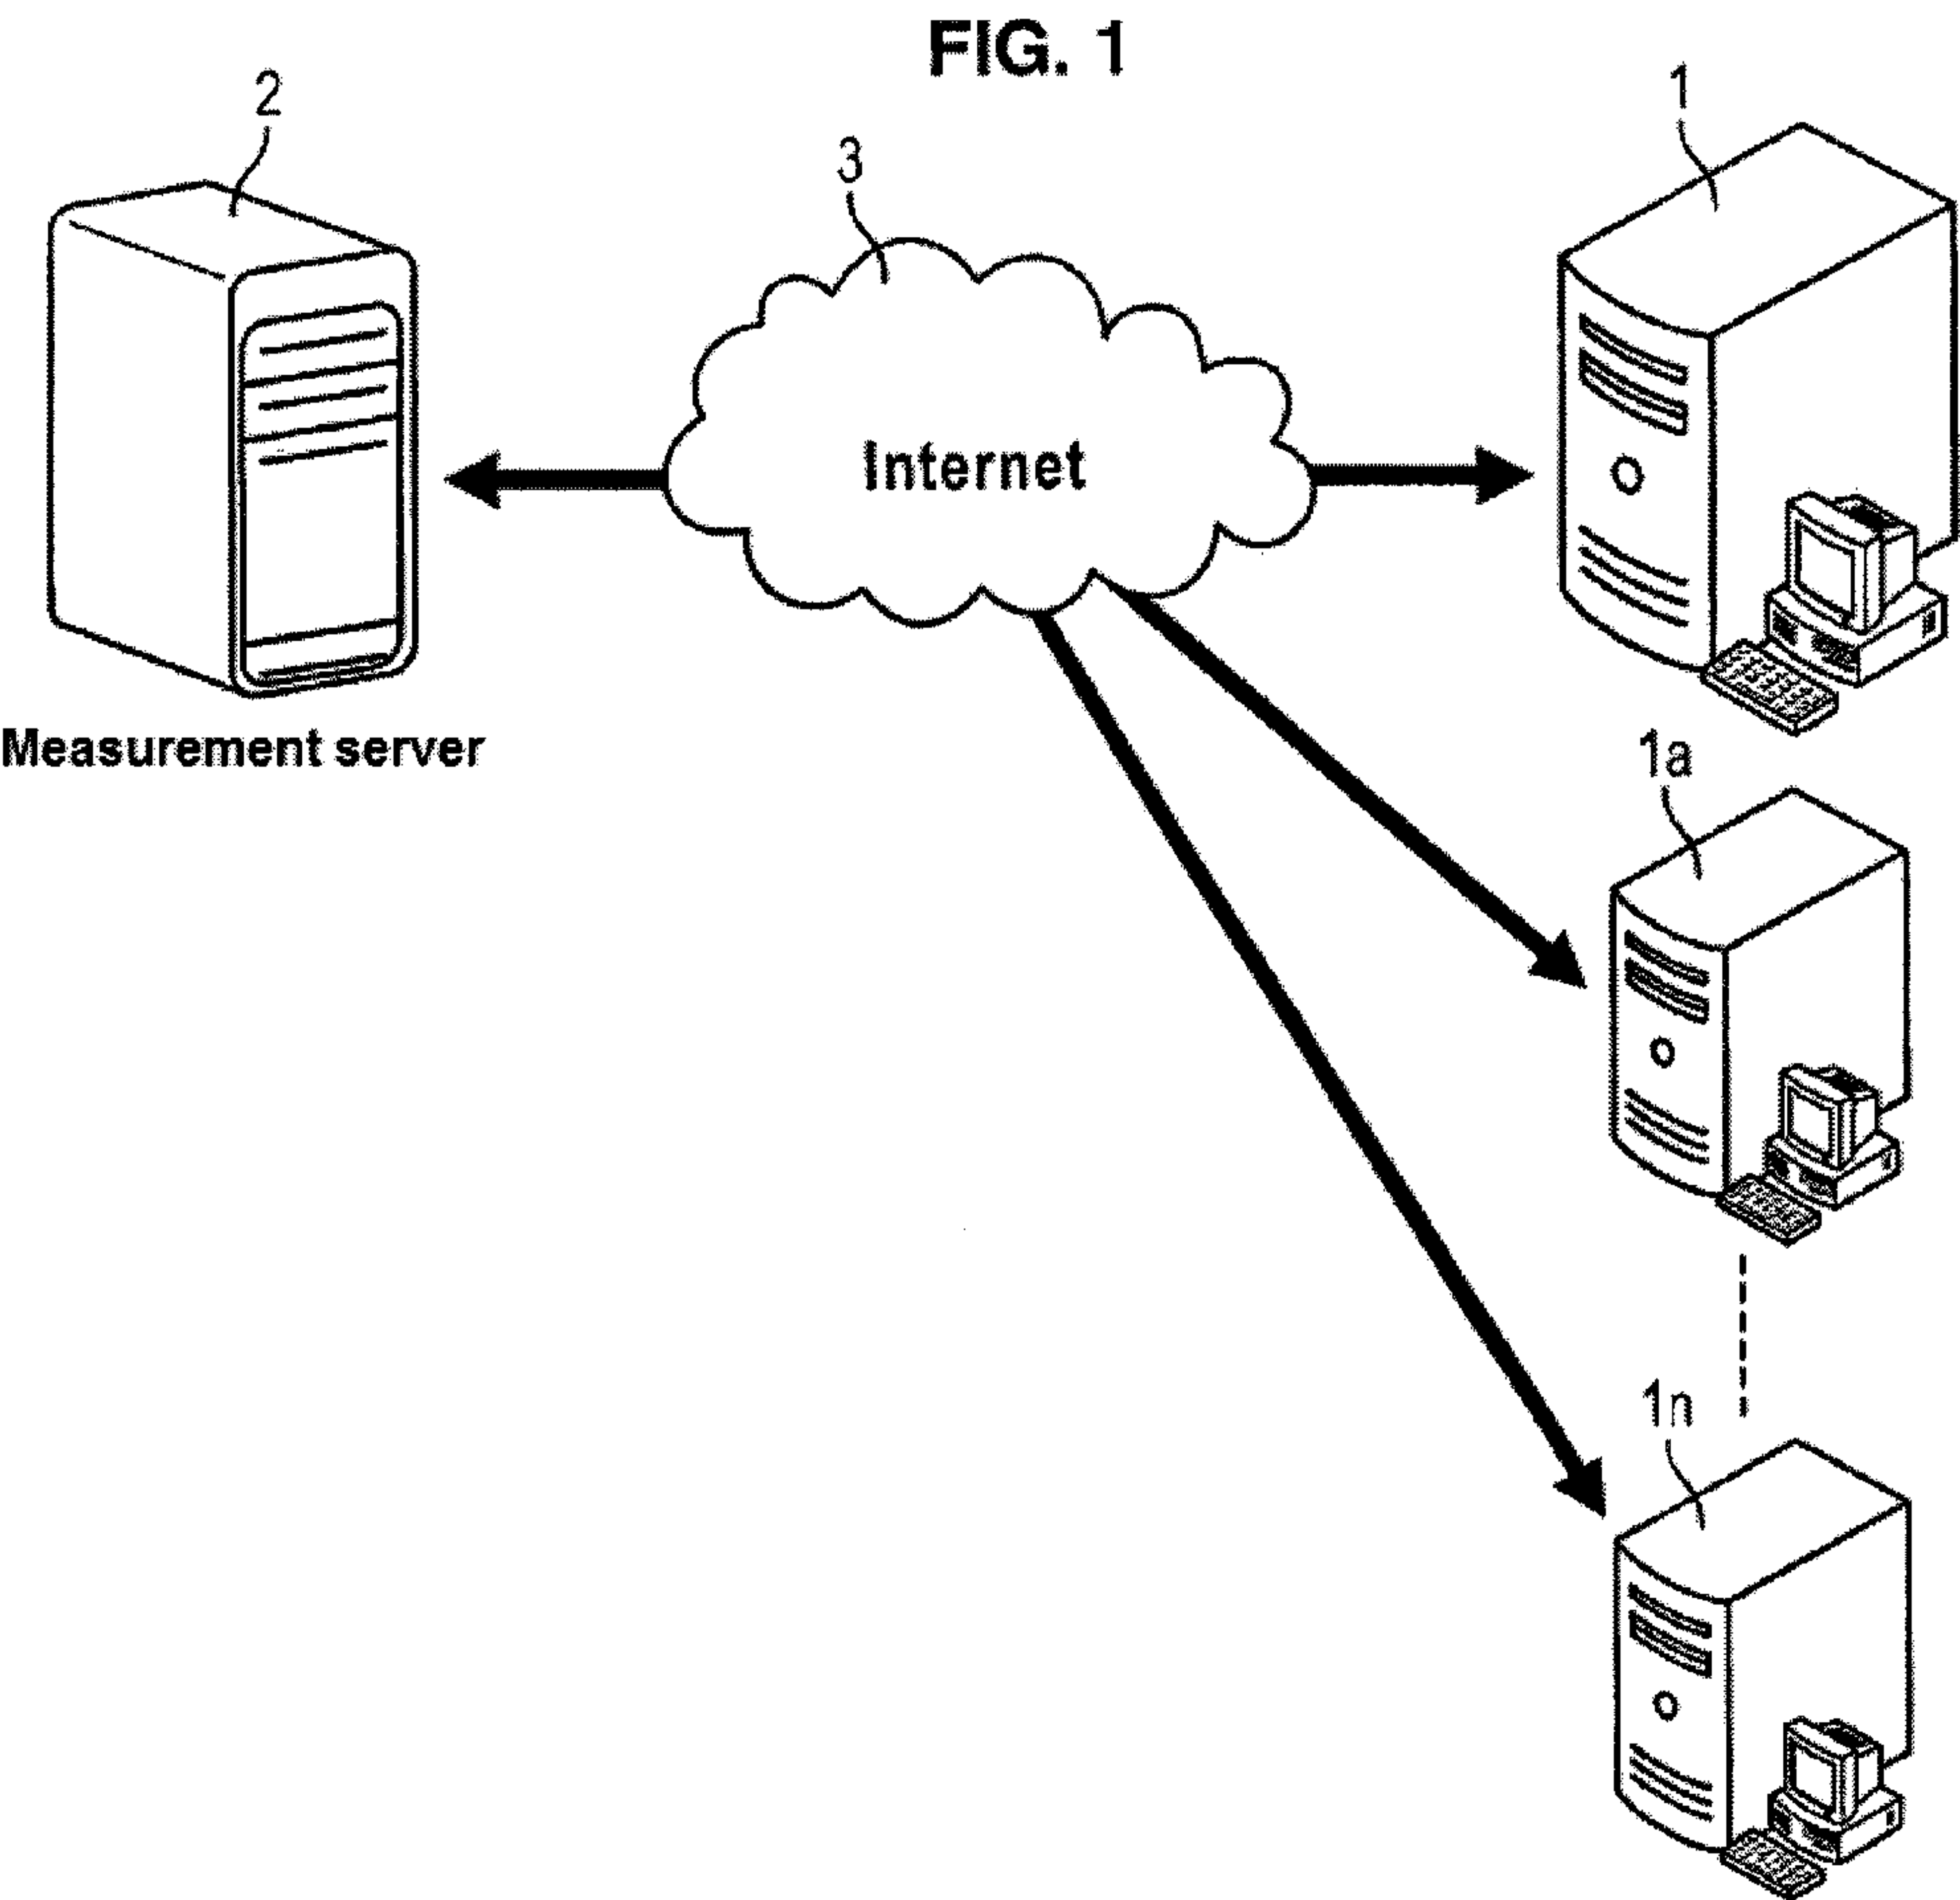 FIG. 1
2
1
3
Internet
Measurement server
1a
1n